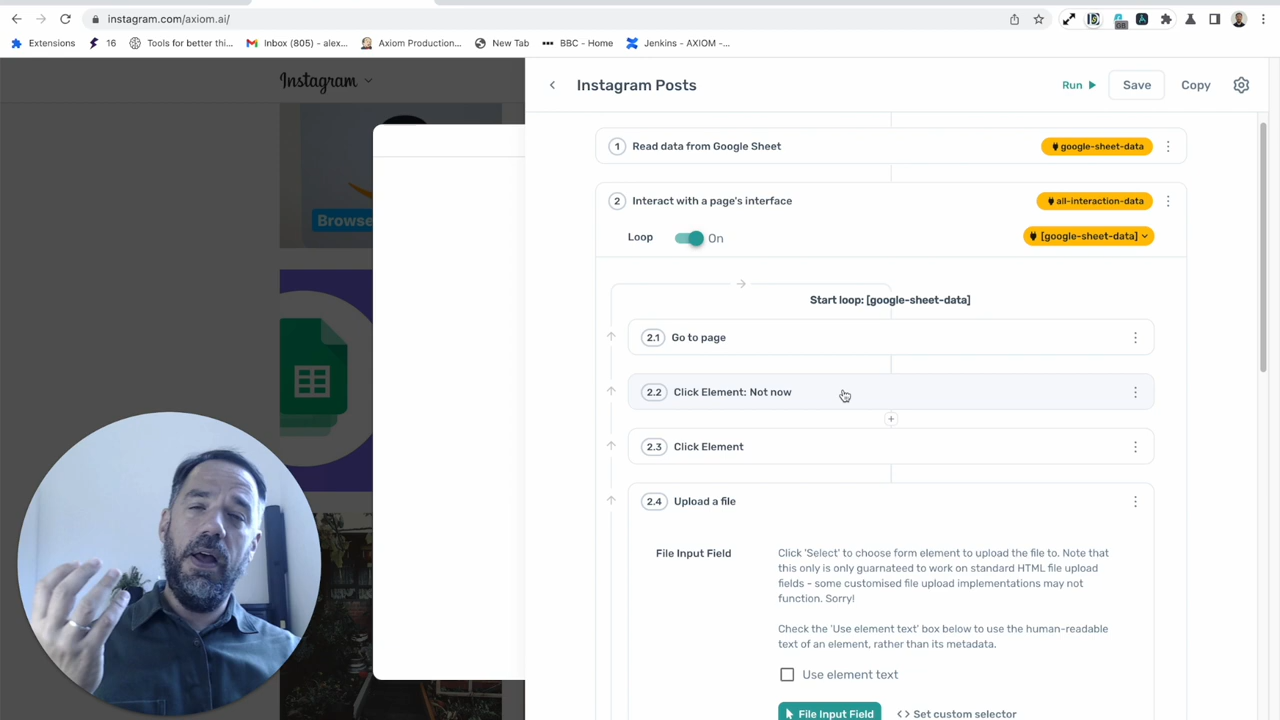 instagram.com/axiom.ai/
GB
Extensions
16
Tools for better thi...
Inbox (805) - alex...
Axiom Production...
New Tab
BBC - Home
Jenkins - AXIOM -...
Instagram
Browse
Instagram Posts
Run
Save
Copy
1 Read data from Google Sheet
google-sheet-data
2 Interact with a page's interface
all-interaction-data
Loop
On
[google-sheet-data]
Start loop: [google-sheet-data]
2.1 Go to page
2.2 Click Element: Not now
2.3 Click Element
2.4 Upload a file
File Input Field
Click 'Select' to choose form element to upload the file to. Note that
this only is only guarnateed to work on standard HTML file upload
fields - some customised file upload implementations may not
function. Sorry!
Check the 'Use element text' box below to use the human-readable
text of an element, rather than its metadata.
Use element text
File Input Field
<> Set custom selector